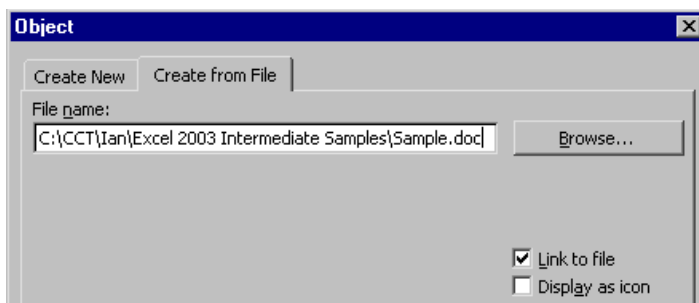 Object
Create New Create from File
File name:
C:\CCT\Ian\Excel 2003 Intermediate Samples\Sample.doc Browse...
Link to file
Display as icon